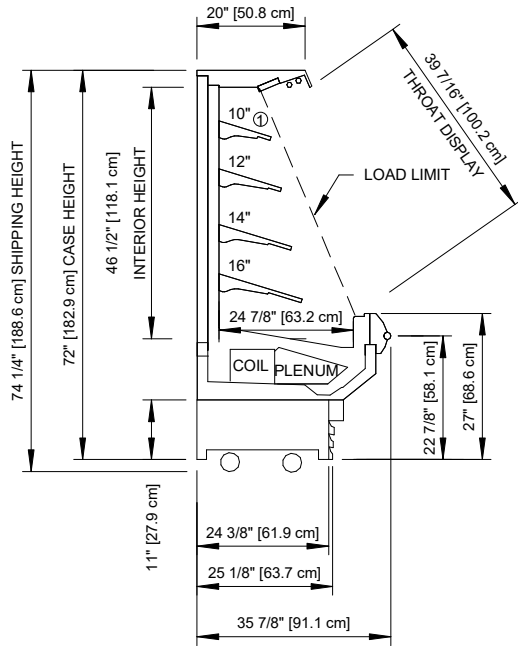 20" [50.8 cm]
39 7/16" [100.2 cm]
THROAT DISPLAY
74 1/4" [188.6 cm] SHIPPING HEIGHT
72" [182.9 cm] CASE HEIGHT
46 1/2" [118.1 cm]
INTERIOR HEIGHT
10" ①
12"
LOAD LIMIT
14"
16"
24 7/8" [63.2 cm]
COIL
PLENUM
22 7/8" [58.1 cm]
27" [68.6 cm]
11" [27.9 cm]
24 3/8" [61.9 cm]
25 1/8" [63.7 cm]
35 7/8" [91.1 cm]